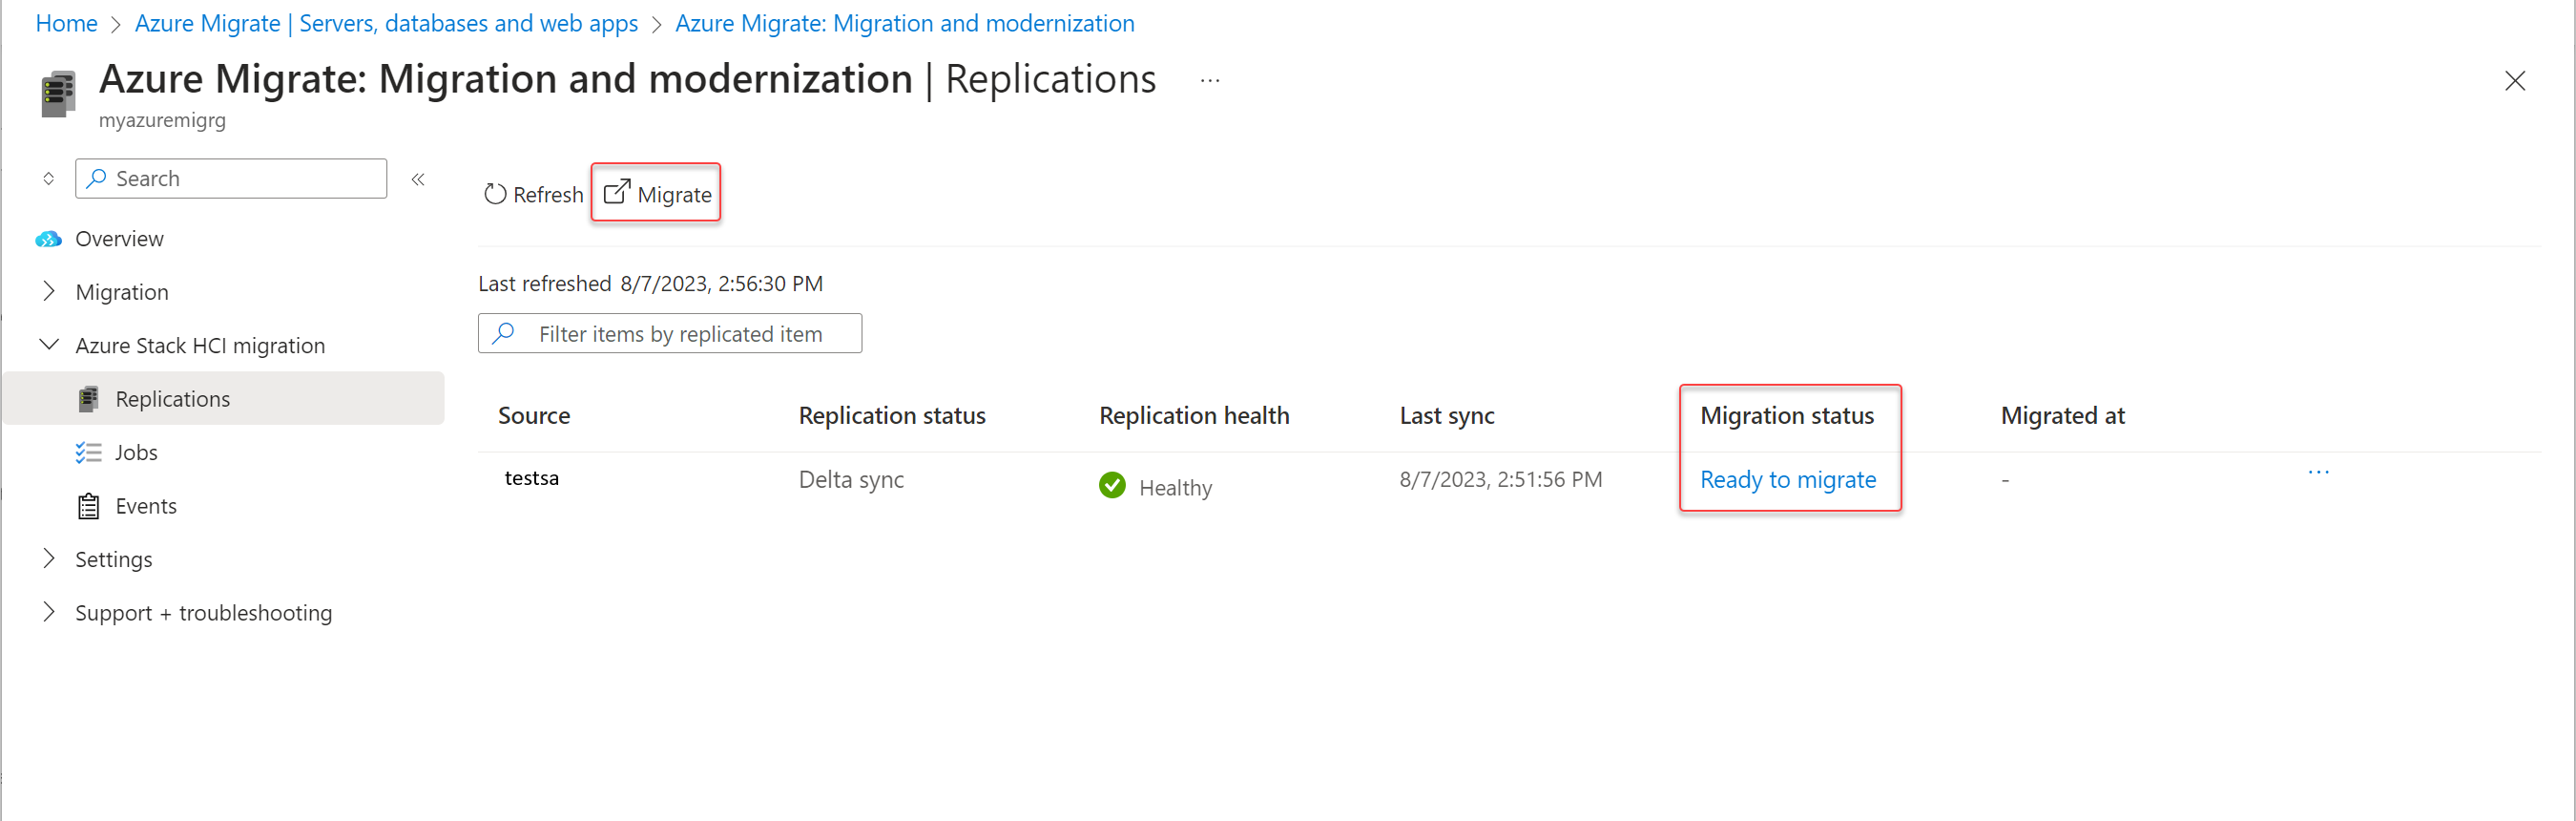 Home > Azure Migrate | Servers, databases and web apps > Azure Migrate: Migration and modernization
Azure Migrate: Migration and modernization | Replications ...
myazuremigrg
Search
Overview
Migration
Azure Stack HCI migration
Replications
Jobs
Events
Settings
Support + troubleshooting
Refresh Migrate
Last refreshed 8/7/2023, 2:56:30 PM
Filter items by replicated item
Source Replication status Replication health Last sync Migration status Migrated at
testsa Delta sync Healthy 8/7/2023, 2:51:56 PM Ready to migrate - ...